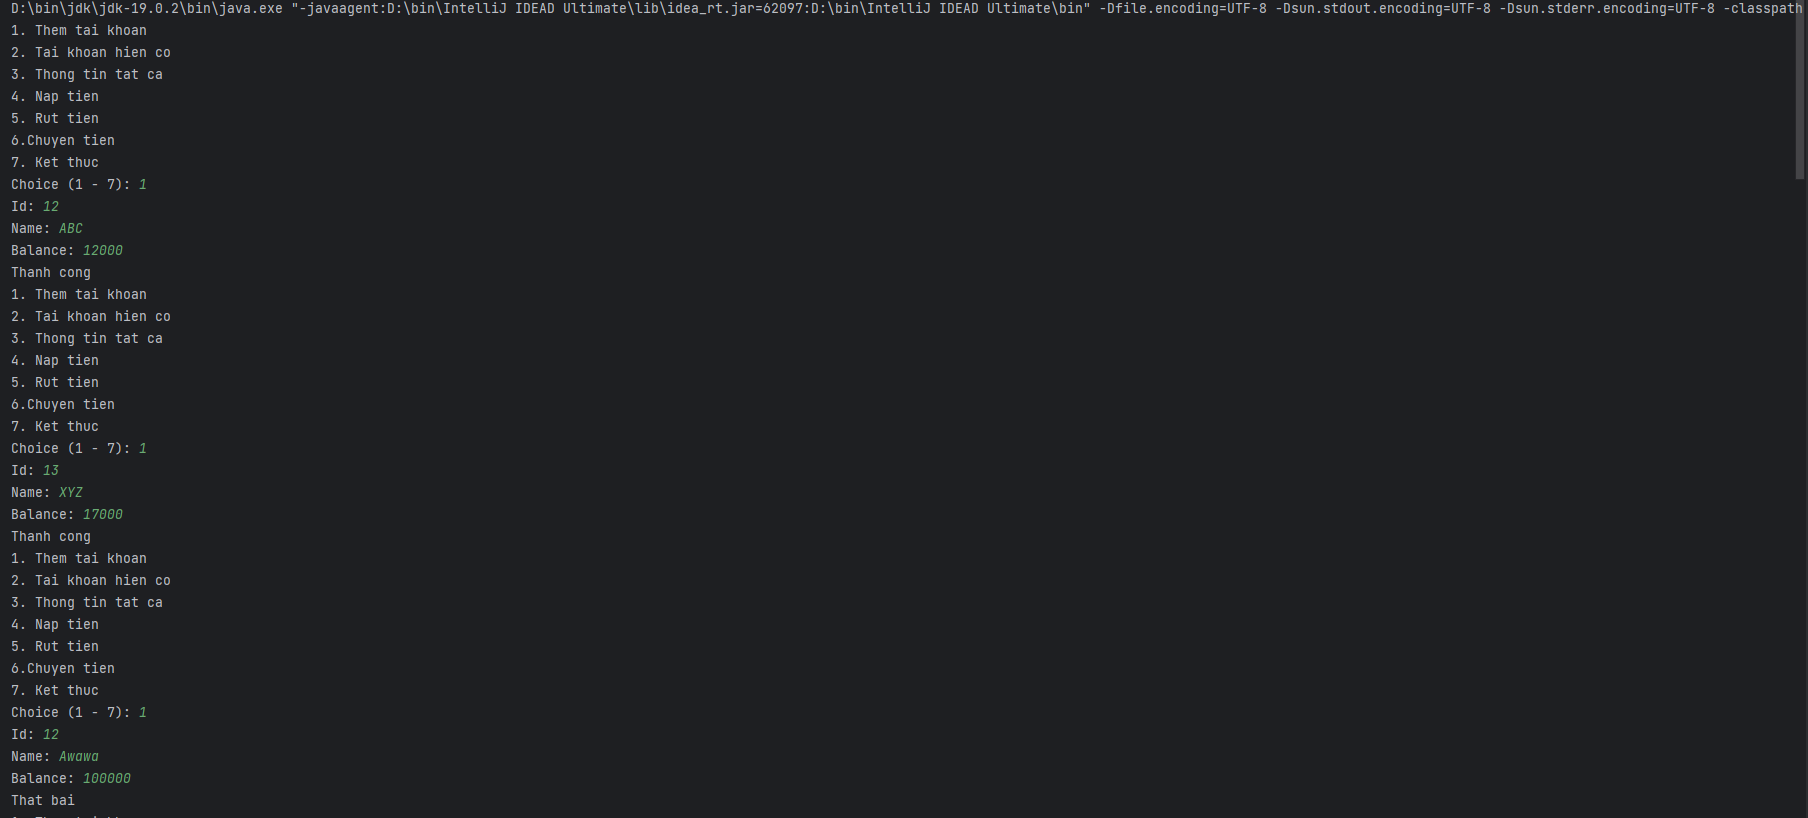 D:\bin\jdk\jdk-19.0.2\bin\java.exe "-javaagent:D:\bin\IntelliJ IDEAD Ultimate\lib\idea_rt.jar=62097:D:\bin\IntelliJ IDEAD Ultimate\bin" -Dfile.encoding=UTF-8 -Dsun.stdout.encoding=UTF-8 -Dsun.stderr.encoding=UTF-8 -classpath
1. Them tai khoan
2. Tai khoan hien co
3. Thong tin tat ca
4. Nap tien
5. Rut tien
6.Chuyen tien
7. Ket thuc
Choice (1 - 7): 1
Id: 12
Name: ABC
Balance: 12000
Thanh cong
1. Them tai khoan
2. Tai khoan hien co
3. Thong tin tat ca
4. Nap tien
5. Rut tien
6.Chuyen tien
7. Ket thuc
Choice (1 - 7): 1
Id: 13
Name: XYZ
Balance: 17000
Thanh cong
1. Them tai khoan
2. Tai khoan hien co
3. Thong tin tat ca
4. Nap tien
5. Rut tien
6.Chuyen tien
7. Ket thuc
Choice (1 - 7): 1
Id: 12
Name: Awawa
Balance: 100000
That bai